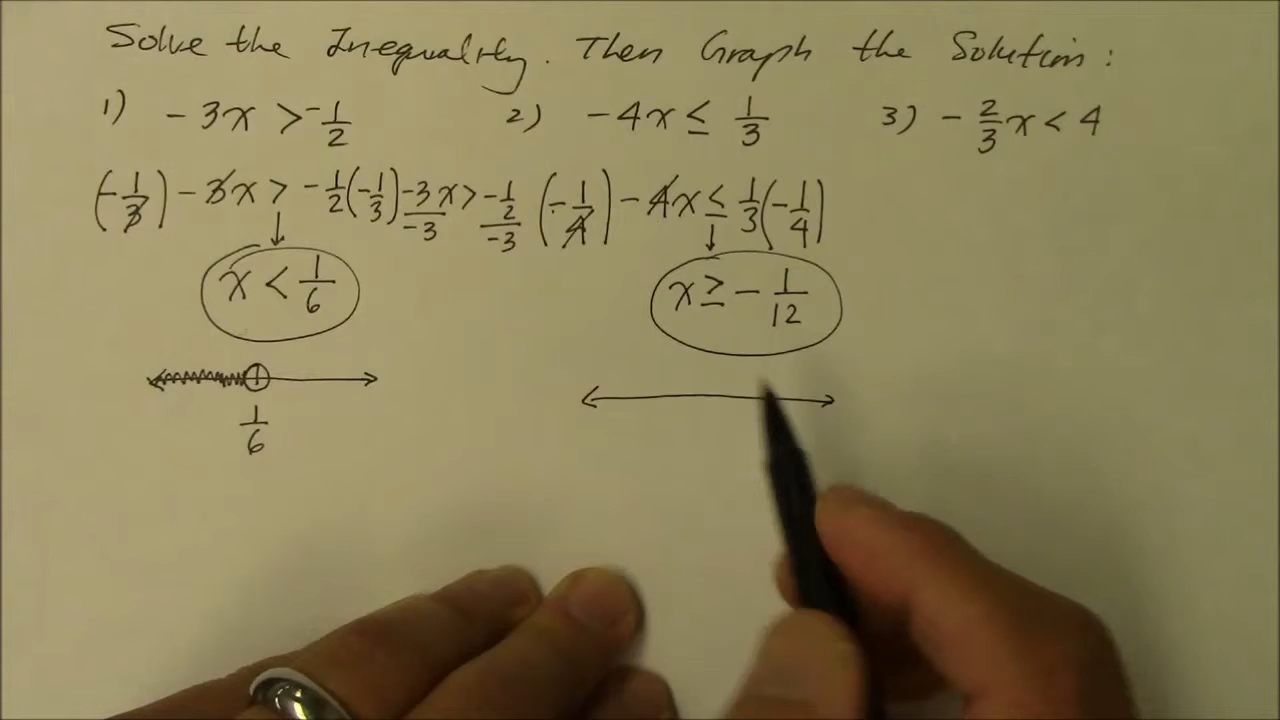 Solve the Inequality. Then Graph the Solution:
1) -3x > -1/2 2) -4x ≤ 1/3 3) -2/3 x < 4
(-1/3) -3x > -1/2 (-1/3) -3x/-3 > -1/2/-3 (-1/4) -4x ≤ 1/3 (-1/4)
x < 1/6 x ≥ -1/12
1/6